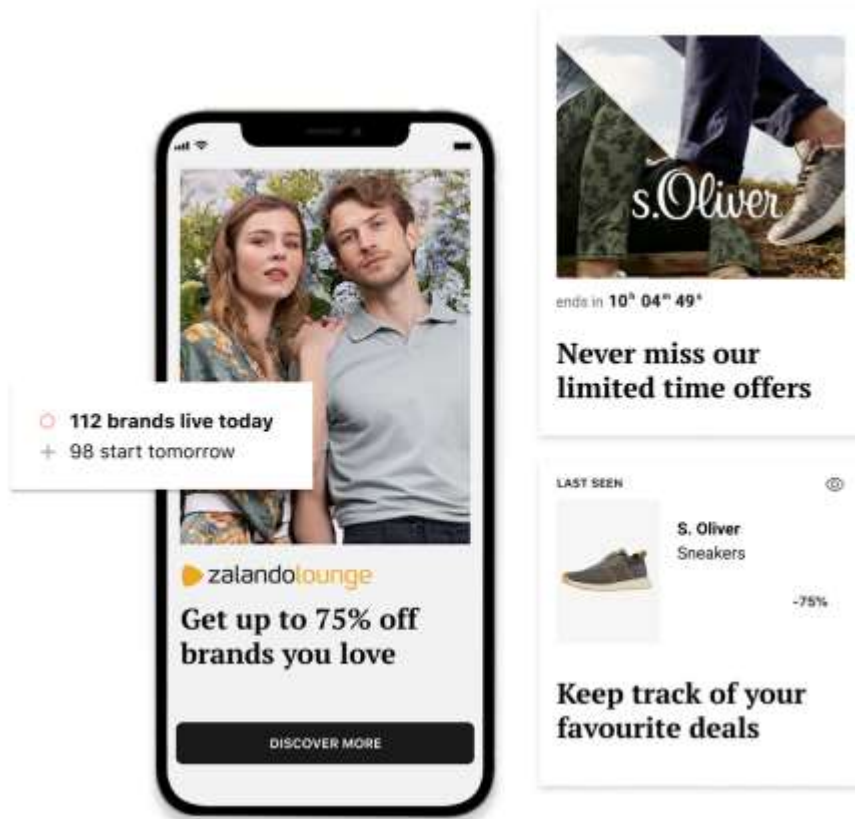 112 brands live today
98 start tomorrow
zalandolounge
Get up to 75% off
brands you love
DISCOVER MORE
s.Oliver
ends in 10h 04m 49s
Never miss our
limited time offers
LAST SEEN
S. Oliver
Sneakers
-75%
Keep track of your
favourite deals